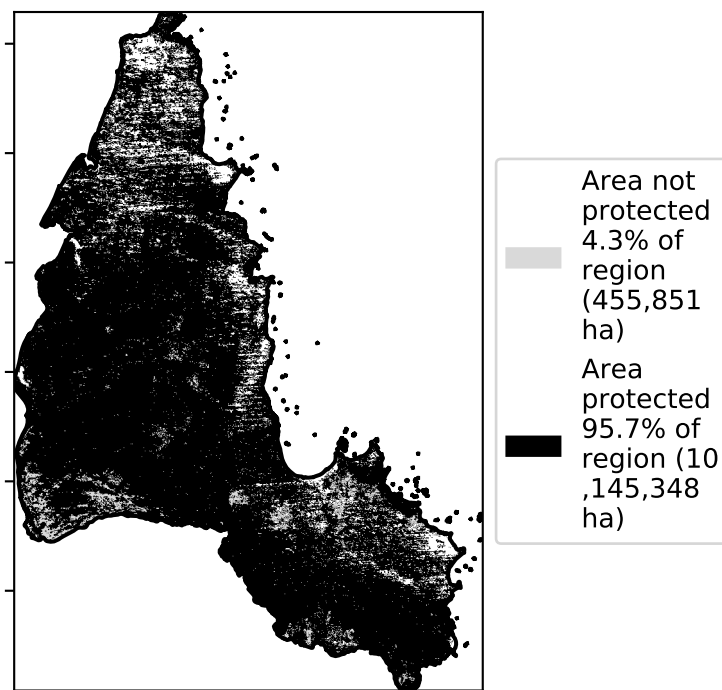 Area not
protected
4.3% of
region
(455,851
ha)
Area
protected
95.7% of
region (10
,145,348
ha)